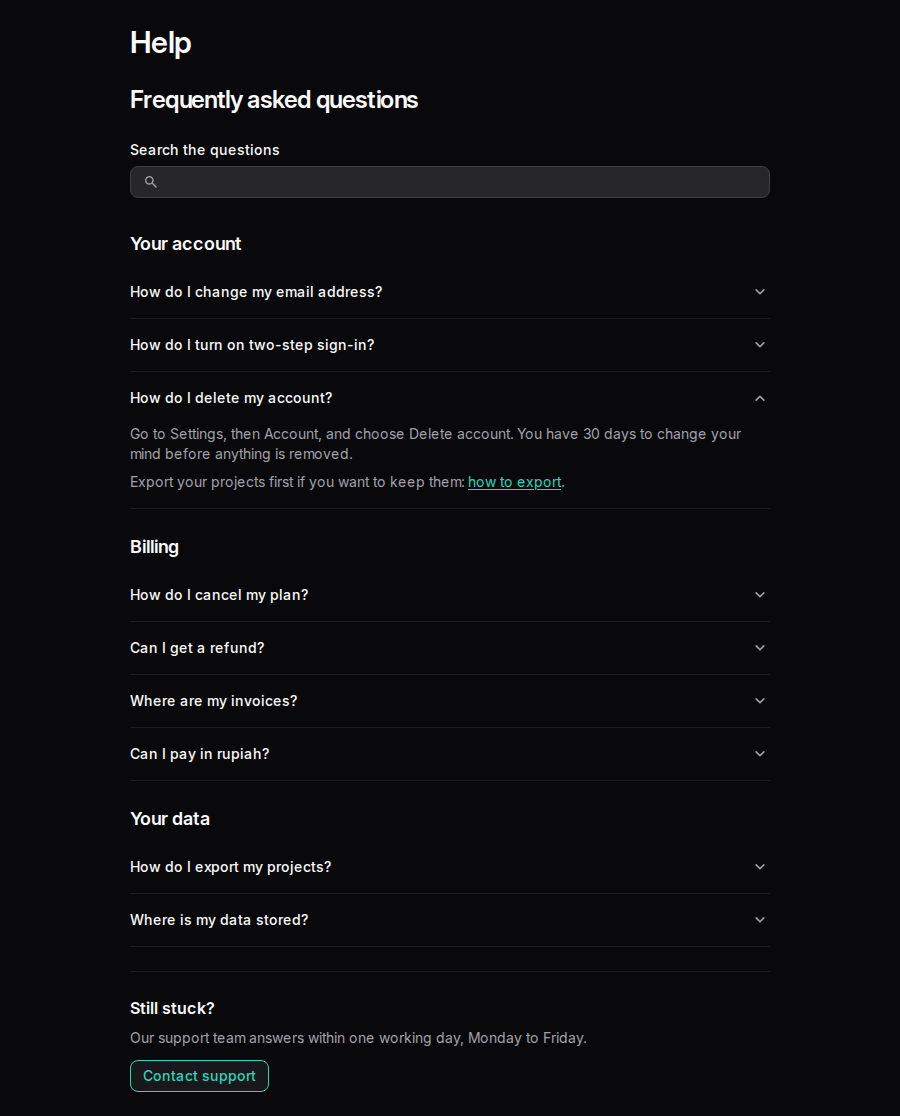 Help
Frequently asked questions
Search the questions
Your account
How do I change my email address?
How do I turn on two-step sign-in?
How do I delete my account?
Go to Settings, then Account, and choose Delete account. You have 30 days to change your
mind before anything is removed.
Export your projects first if you want to keep them: how to export.
Billing
How do I cancel my plan?
Can I get a refund?
Where are my invoices?
Can I pay in rupiah?
Your data
How do I export my projects?
Where is my data stored?
Still stuck?
Our support team answers within one working day, Monday to Friday.
Contact support